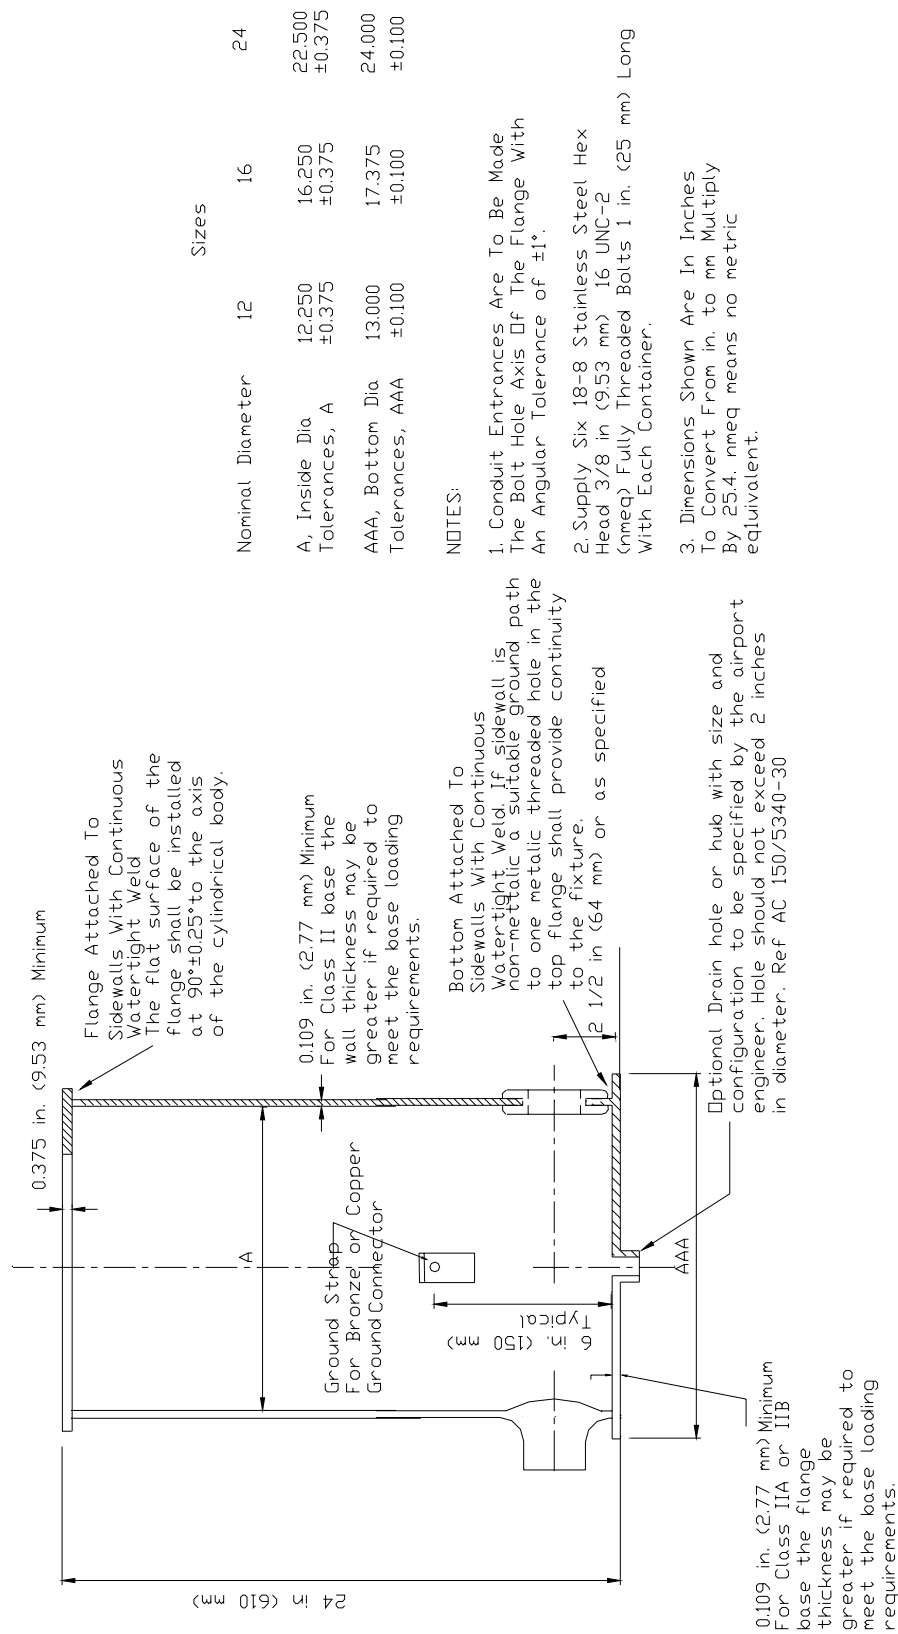 0.375 in. (9.53 mm) Minimum
Flange Attached To
Sidewalls With Continuous
Watertight Weld
The flat surface of the
flange shall be installed
at 90°±0.25°to the axis
of the cylindrical body.
0.109 in. (2.77 mm) Minimum
For Class II base the
wall thickness may be
greater if required to
meet the base loading
requirements.
Bottom Attached To
Sidewalls With Continuous
Watertight Weld. If sidewall is
non-mettalic a suitable ground path
to one metalic threaded hole in the
top flange shall provide continuity
to the fixture.
2 1/2 in (64 mm) or as specified
Optional Drain hole or hub with size and
configuration to be specified by the airport
engineer. Hole should not exceed 2 inches
in diameter. Ref AC 150/5340-30
A
Ground Strap
For Bronze or Copper
Ground Connector
6 in. (150 mm)
Typical
AAA
24 in (610 mm)
0.109 in. (2.77 mm) Minimum
For Class IIA or IIB
base the flange
thickness may be
greater if required to
meet the base loading
requirements.
Sizes
Nominal Diameter 12 16 24
A, Inside Dia 12.250 16.250 22.500
Tolerances, A ±0.375 ±0.375 ±0.375
AAA, Bottom Dia 13.000 17.375 24.000
Tolerances, AAA ±0.100 ±0.100 ±0.100
NOTES:
1. Conduit Entrances Are To Be Made
The Bolt Hole Axis Of The Flange With
An Angular Tolerance of ±1°.
2. Supply Six 18-8 Stainless Steel Hex
Head 3/8 in (9.53 mm) 16 UNC-2
(nmeq) Fully Threaded Bolts 1 in. (25 mm) Long
With Each Container.
3. Dimensions Shown Are In Inches
To Convert From in. to mm Multiply
By 25.4. nmeq means no metric
eq1uivalent.